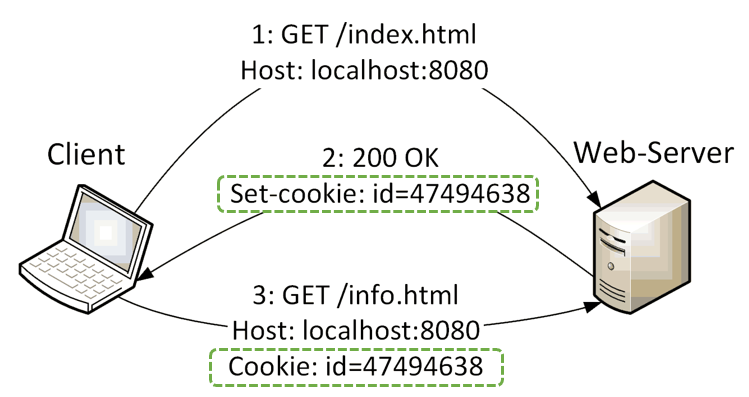 1: GET /index.html
Host: localhost:8080
Client
2: 200 OK
Web-Server
Set-cookie: id=47494638
3: GET /info.html
Host: localhost:8080
Cookie: id=47494638